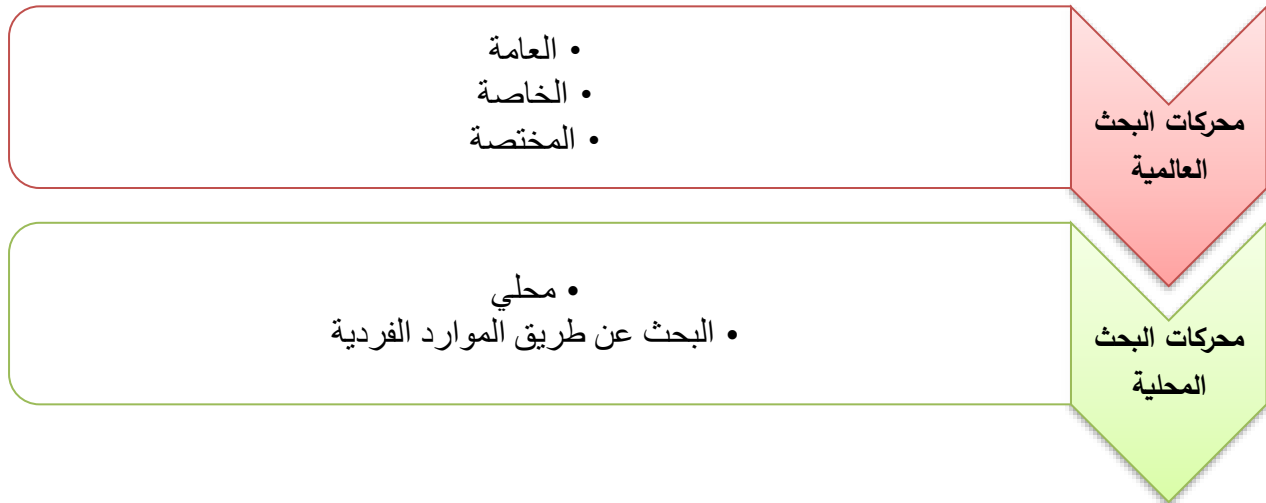 محركات البحث
العالمية
• العامة
• الخاصة
• المختصة
محركات البحث
المحلية
• محلي
• البحث عن طريق الموارد الفردية